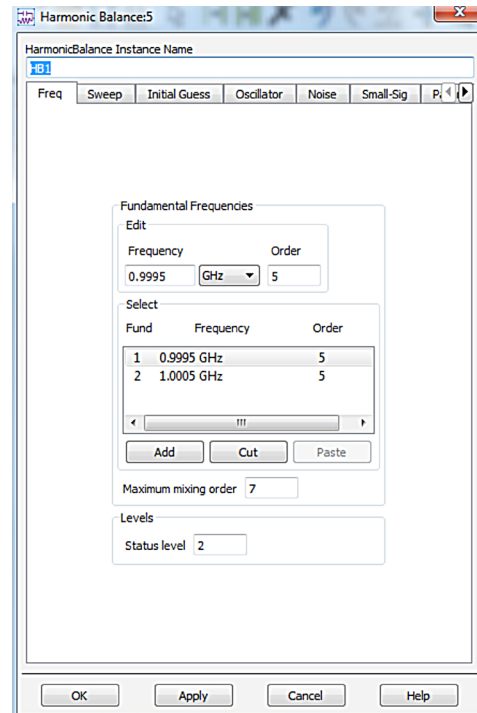 Harmonic Balance:5
HarmonicBalance Instance Name
HB1
Freq Sweep Initial Guess Oscillator Noise Small-Sig
Fundamental Frequencies
Edit
Frequency Order
0.9995 GHz 5
Select
Fund Frequency Order
1 0.9995 GHz 5
2 1.0005 GHz 5
Add Cut Paste
Maximum mixing order 7
Levels
Status level 2
OK Apply Cancel Help